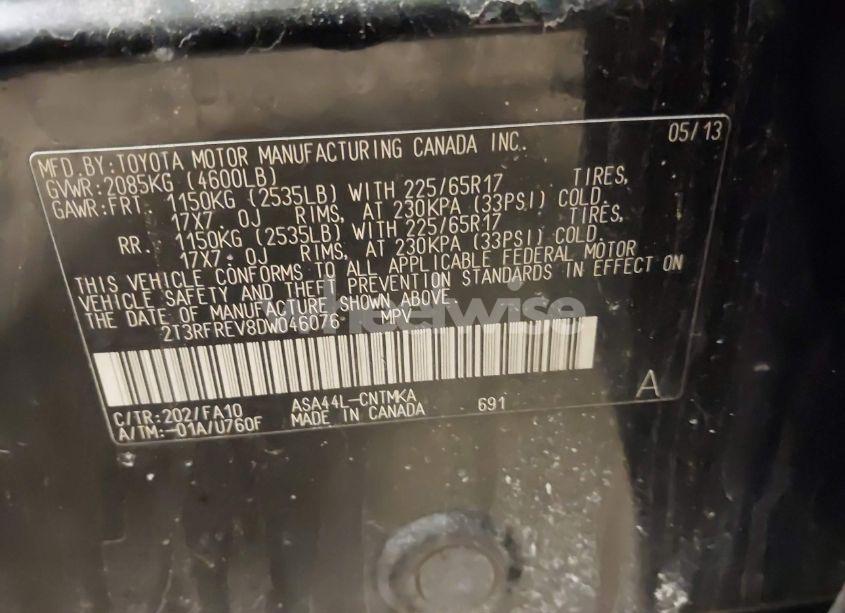 MFD. BY: TOYOTA MOTOR MANUFACTURING CANADA INC. 05/13
GVWR: 2085KG (4600LB)
GAWR: FRT. 1150KG (2535LB) WITH 225/65R17 TIRES,
17X7.0J RIMS, AT 230KPA (33PSI) COLD.
RR. 1150KG (2535LB) WITH 225/65R17 TIRES,
17X7.0J RIMS, AT 230KPA (33PSI) COLD.
THIS VEHICLE CONFORMS TO ALL APPLICABLE FEDERAL MOTOR
VEHICLE SAFETY AND THEFT PREVENTION STANDARDS IN EFFECT ON
THE DATE OF MANUFACTURE SHOWN ABOVE.
wheelwise
2T3RFREV8DW046076 MPV
C/TR: 202/FA10 ASA44L-CNTMKA 691 A
A/TM: -01A/U760F MADE IN CANADA